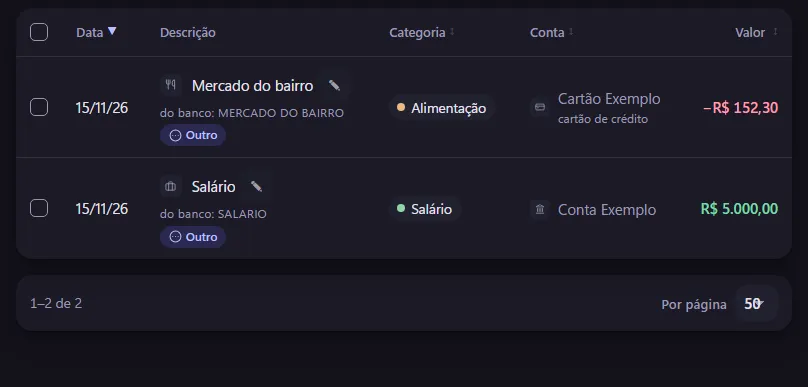 Data ▼ Descrição Categoria ↕ Conta ↕ Valor ↕
Mercado do bairro
15/11/26 do banco: MERCADO DO BAIRRO Alimentação Cartão Exemplo −R$ 152,30
cartão de crédito
Outro
Salário
15/11/26 do banco: SALARIO Salário Conta Exemplo R$ 5.000,00
Outro
1–2 de 2 Por página 50